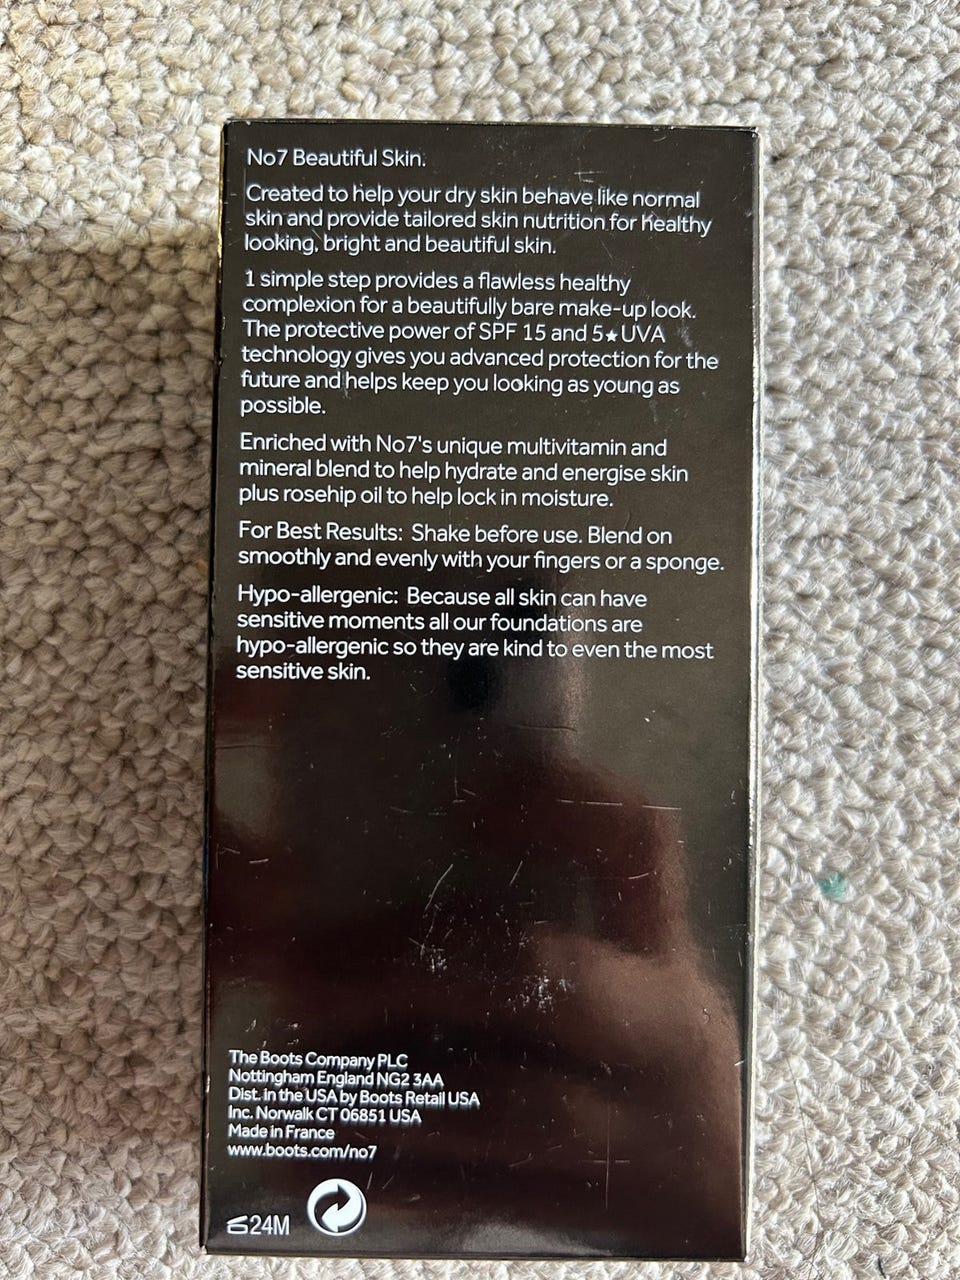 No7 Beautiful Skin.
Created to help your dry skin behave like normal
skin and provide tailored skin nutrition for healthy
looking, bright and beautiful skin.
1 simple step provides a flawless healthy
complexion for a beautifully bare make-up look.
The protective power of SPF 15 and 5★UVA
technology gives you advanced protection for the
future and helps keep you looking as young as
possible.
Enriched with No7's unique multivitamin and
mineral blend to help hydrate and energise skin
plus rosehip oil to help lock in moisture.
For Best Results: Shake before use. Blend on
smoothly and evenly with your fingers or a sponge.
Hypo-allergenic: Because all skin can have
sensitive moments all our foundations are
hypo-allergenic so they are kind to even the most
sensitive skin.
The Boots Company PLC
Nottingham England NG2 3AA
Dist. in the USA by Boots Retail USA
Inc. Norwalk CT 06851 USA
Made in France
www.boots.com/no7
24M